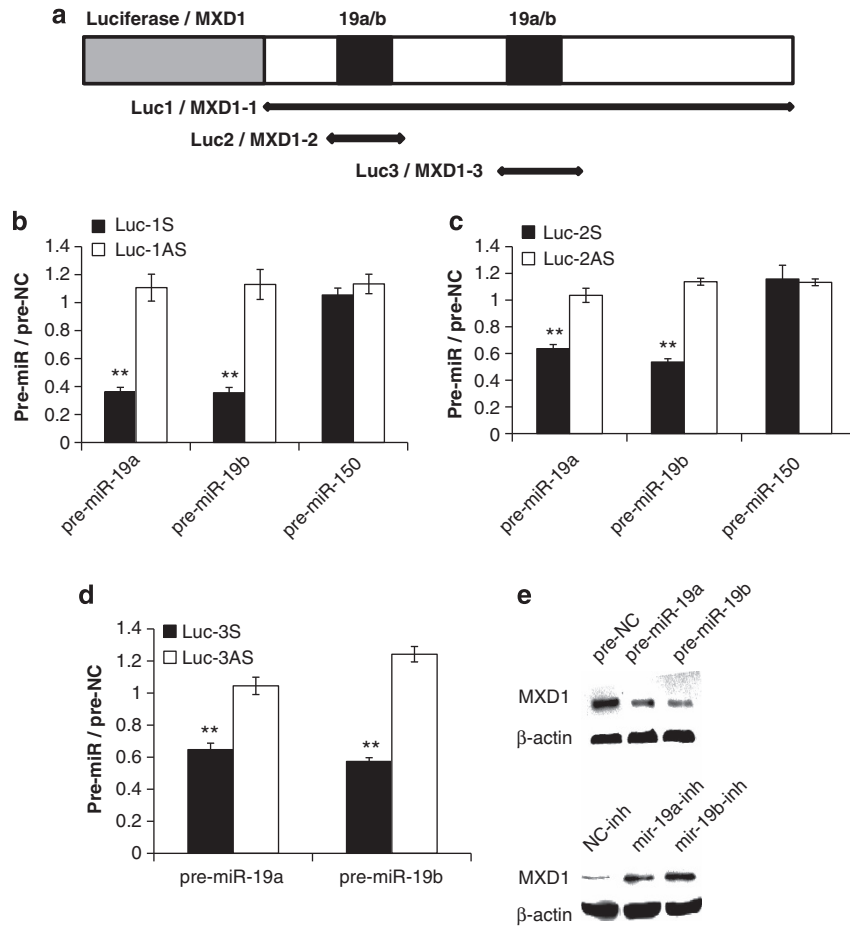 a
Luciferase / MXD1 19a/b 19a/b
Luc1 / MXD1-1
Luc2 / MXD1-2
Luc3 / MXD1-3
b
Luc-1S
Luc-1AS
Pre-miR / pre-NC
1.4
1.2
1
0.8
0.6
0.4
0.2
0
** **
pre-miR-19a pre-miR-19b pre-miR-150
c
Luc-2S
Luc-2AS
Pre-miR / pre-NC
1.4
1.2
1
0.8
0.6
0.4
0.2
0
** **
pre-miR-19a pre-miR-19b pre-miR-150
d
Luc-3S
Luc-3AS
Pre-miR / pre-NC
1.4
1.2
1
0.8
0.6
0.4
0.2
0
** **
pre-miR-19a pre-miR-19b
e
pre-NC pre-miR-19a pre-miR-19b
MXD1
β-actin
NC-inh mir-19a-inh mir-19b-inh
MXD1
β-actin